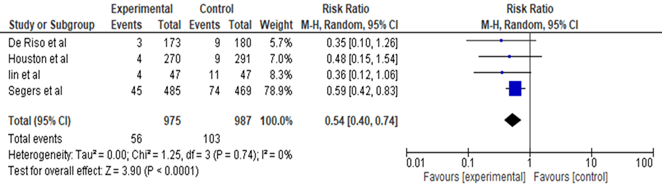 Experimental Control Risk Ratio Risk Ratio
Study or Subgroup Events Total Events Total Weight M-H, Random, 95% CI M-H, Random, 95% CI
De Riso et al 3 173 9 180 5.7% 0.35 [0.10, 1.26]
Houston et al 4 270 9 291 7.0% 0.48 [0.15, 1.54]
lin et al 4 47 11 47 8.3% 0.36 [0.12, 1.06]
Segers et al 45 485 74 469 78.9% 0.59 [0.42, 0.83]
Total (95% CI) 975 987 100.0% 0.54 [0.40, 0.74]
Total events 56 103
Heterogeneity: Tau² = 0.00; Chi² = 1.25, df = 3 (P = 0.74); I² = 0%
Test for overall effect: Z = 3.90 (P < 0.0001)
0.01 0.1 1 10 100
Favours [experimental] Favours [control]